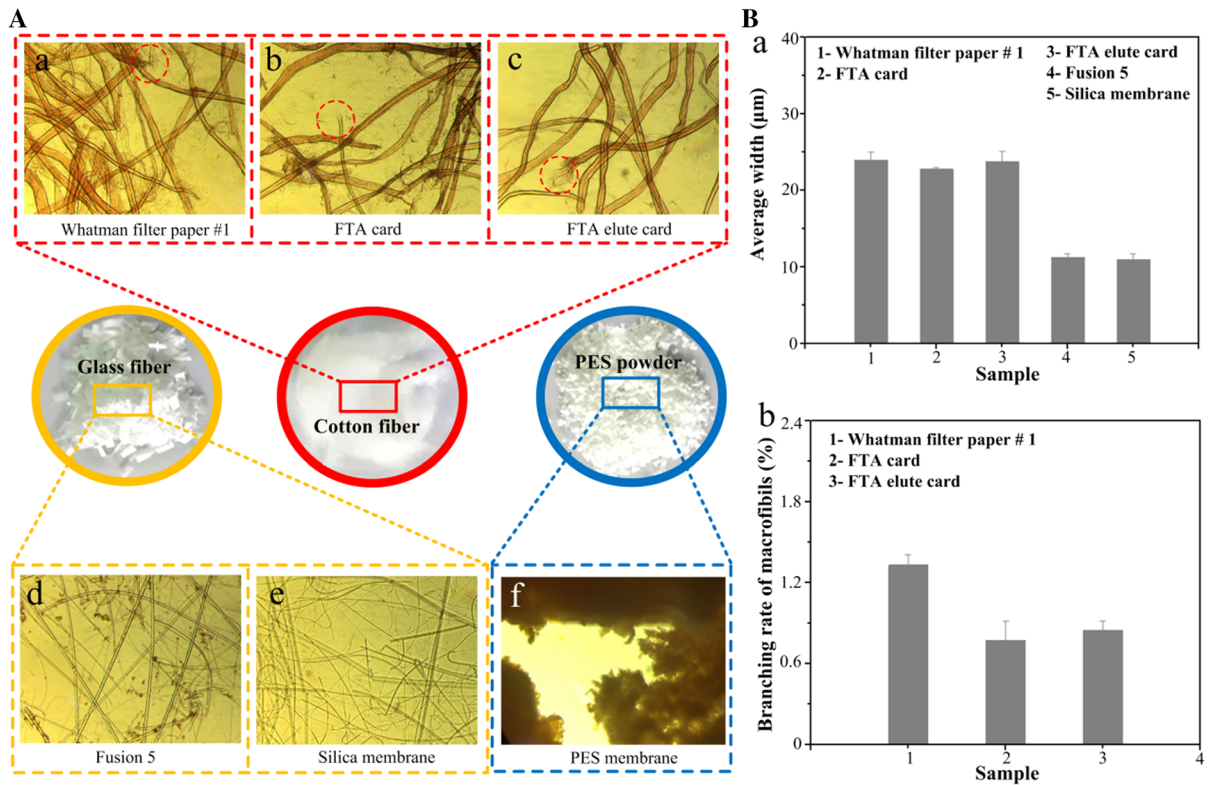 A
a
b
c
Whatman filter paper #1
FTA card
FTA elute card
Glass fiber
Cotton fiber
PES powder
d
e
f
Fusion 5
Silica membrane
PES membrane
B
a
40
30
20
10
0
Average width (μm)
1- Whatman filter paper # 1
2- FTA card
3- FTA elute card
4- Fusion 5
5- Silica membrane
1
2
3
4
5
Sample
b
2.4
1.8
1.2
0.6
0
Branching rate of macrofibils (%)
1- Whatman filter paper # 1
2- FTA card
3- FTA elute card
1
2
3
4
Sample